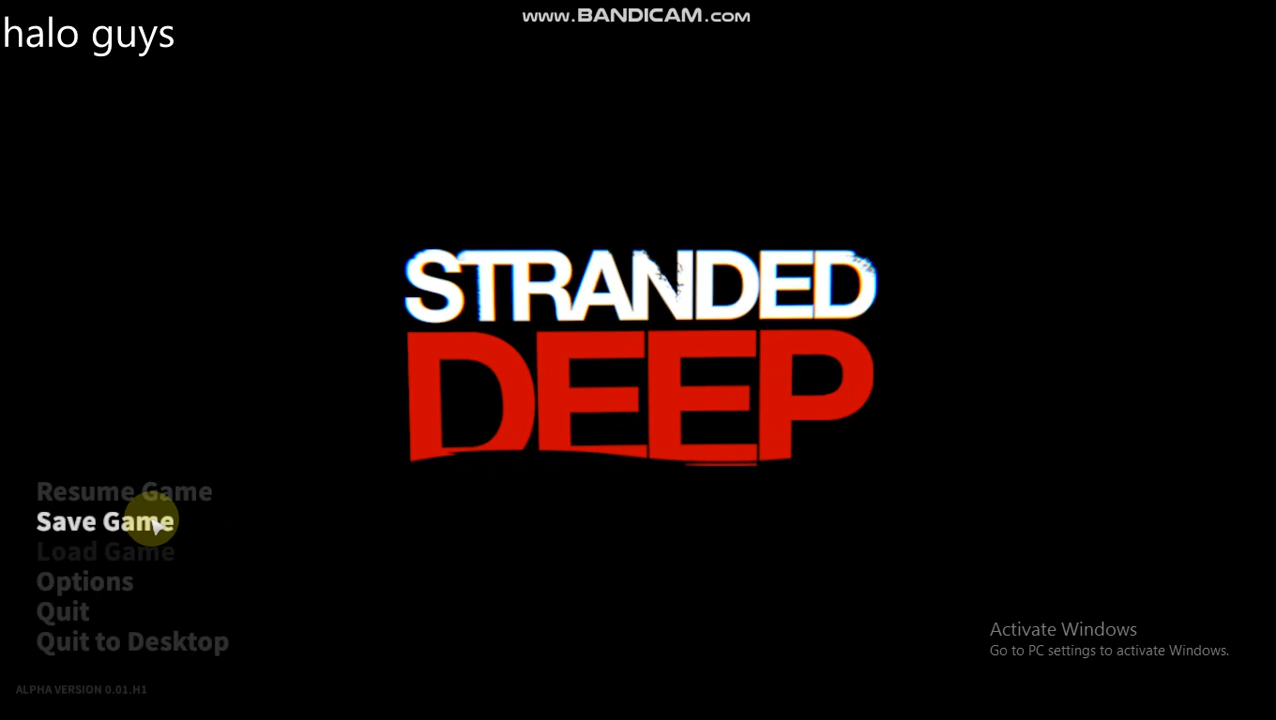 halo guys
www.BANDICAM.com
STRANDED
DEEP
Resume Game
Save Game
Load Game
Options
Quit
Quit to Desktop
Activate Windows
Go to PC settings to activate Windows.
ALPHA VERSION 0.01.H1